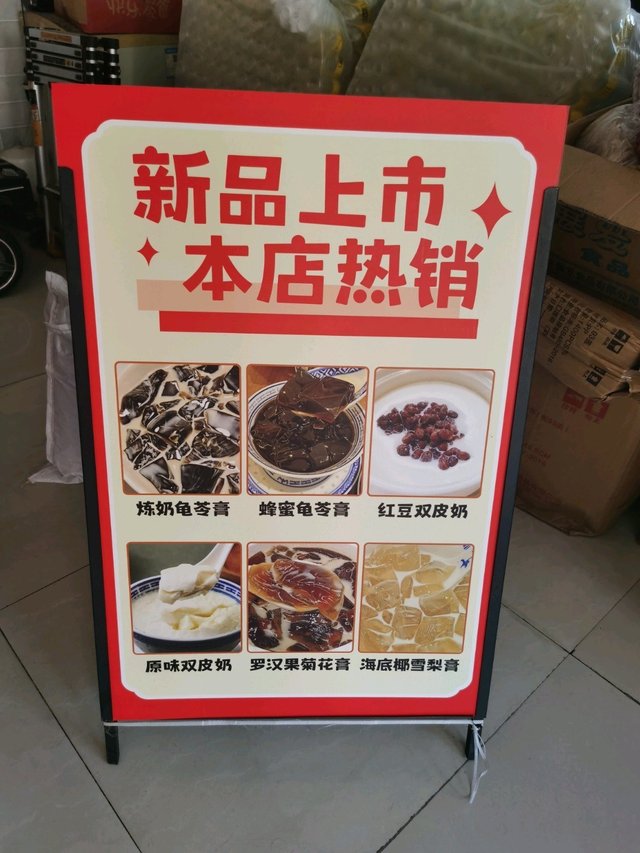 新品上市
本店热销
炼奶龟苓膏 蜂蜜龟苓膏 红豆双皮奶
原味双皮奶 罗汉果菊花膏 海底椰雪梨膏
食品